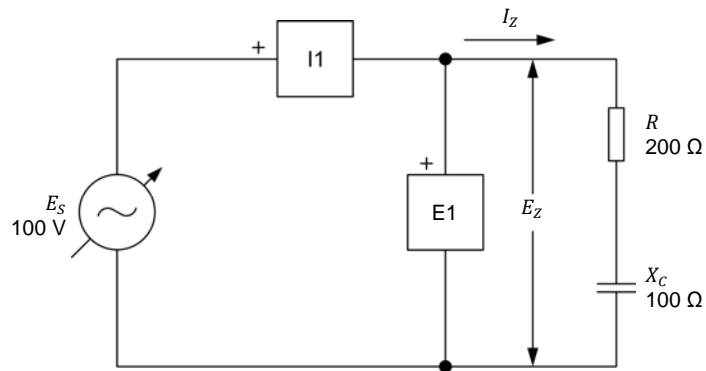 I_Z
+
I1
+
E1
E_Z
E_S
100 V
R
200 Ω
X_C
100 Ω